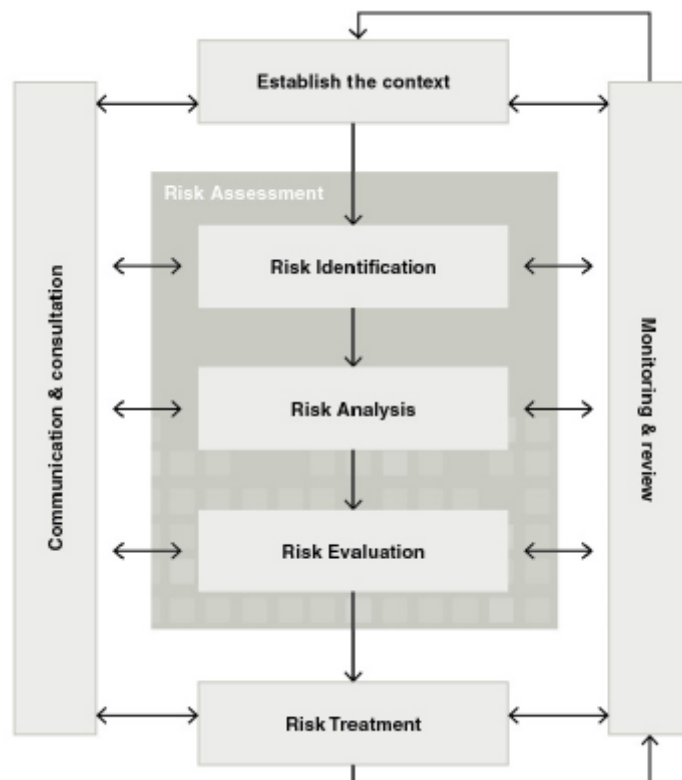 Establish the context
Risk Assessment
Risk Identification
Communication & consultation
Monitoring & review
Risk Analysis
Risk Evaluation
Risk Treatment